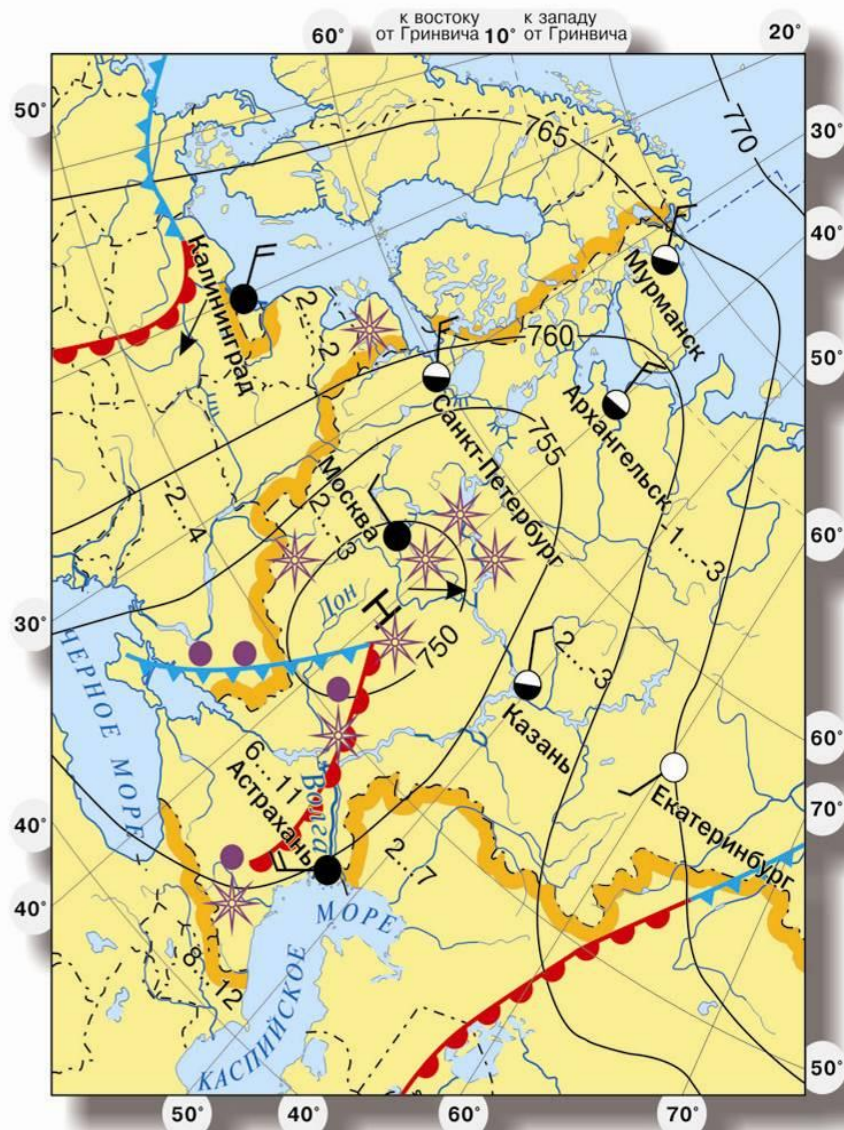 к востоку
от Гринвича
к западу
от Гринвича
60°
10°
20°
50°
30°
770
765
40°
Калининград
Мурманск
2...-2
760
50°
Санкт-Петербург
Архангельск
755
Москва
2...4
2...-3
-1...-3
60°
Дон
30°
Н
750
ЧЕРНОЕ МОРЕ
2...-3
Казань
60°
6...11
Волга
Астрахань
Екатеринбург
70°
40°
2...7
40°
МОРЕ
8...12
КАСПИЙСКОЕ
50°
50°
40°
60°
70°